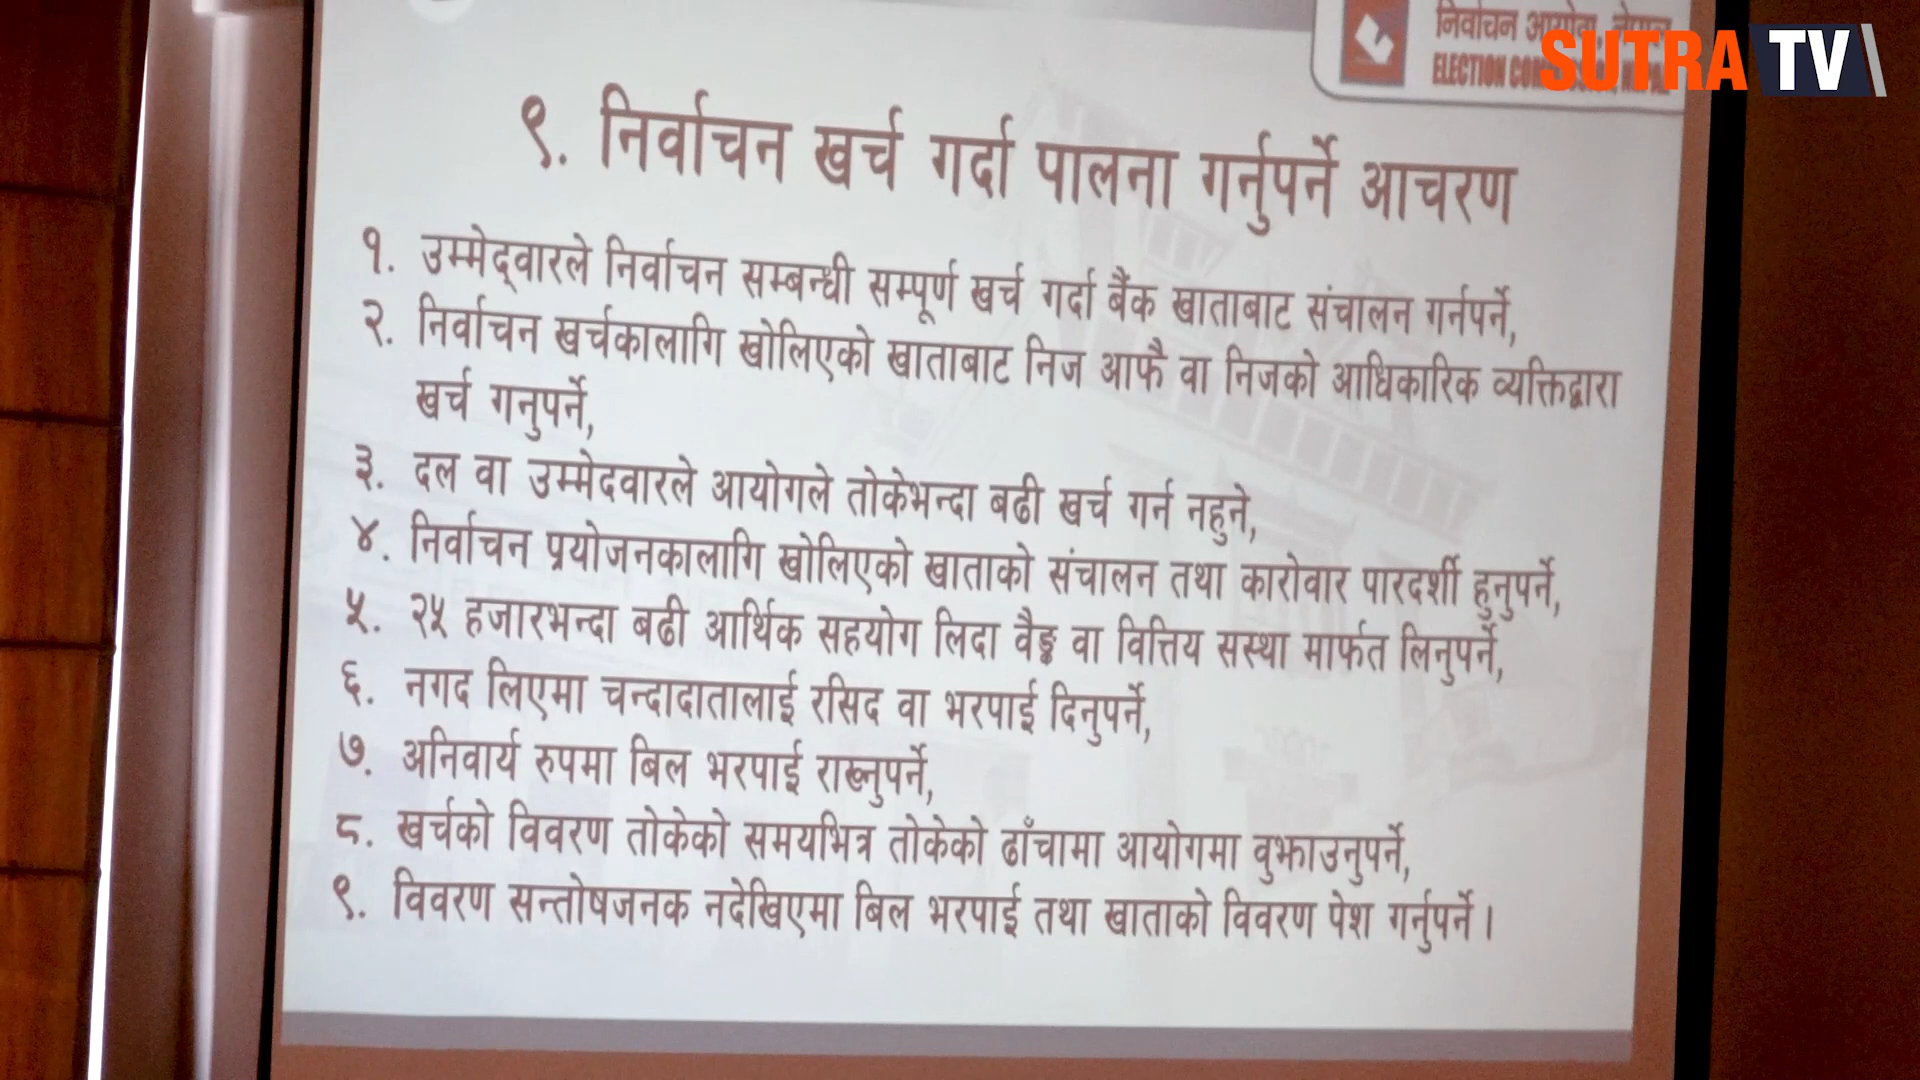 निर्वाचन आयोग, नेपाल
ELECTION
SUTRA TV
९. निर्वाचन खर्च गर्दा पालना गर्नुपर्ने आचरण
१. उम्मेद्वारले निर्वाचन सम्बन्धी सम्पूर्ण खर्च गर्दा बैंक खाताबाट संचालन गर्नपर्ने,
२. निर्वाचन खर्चकालागि खोलिएको खाताबाट निज आफै वा निजको आधिकारिक व्यक्तिद्वारा
खर्च गनुपर्ने,
३. दल वा उम्मेदवारले आयोगले तोकेभन्दा बढी खर्च गर्न नहुने,
४. निर्वाचन प्रयोजनकालागि खोलिएको खाताको संचालन तथा कारोवार पारदर्शी हुनुपर्ने,
५. २५ हजारभन्दा बढी आर्थिक सहयोग लिदा वैङ्क वा वित्तिय सस्था मार्फत लिनुपर्ने,
६. नगद लिएमा चन्दादातालाई रसिद वा भरपाई दिनुपर्ने,
७. अनिवार्य रुपमा बिल भरपाई राख्नुपर्ने,
८. खर्चको विवरण तोकेको समयभित्र तोकेको ढाँचामा आयोगमा वुझाउनुपर्ने,
९. विवरण सन्तोषजनक नदेखिएमा बिल भरपाई तथा खाताको विवरण पेश गर्नुपर्ने ।